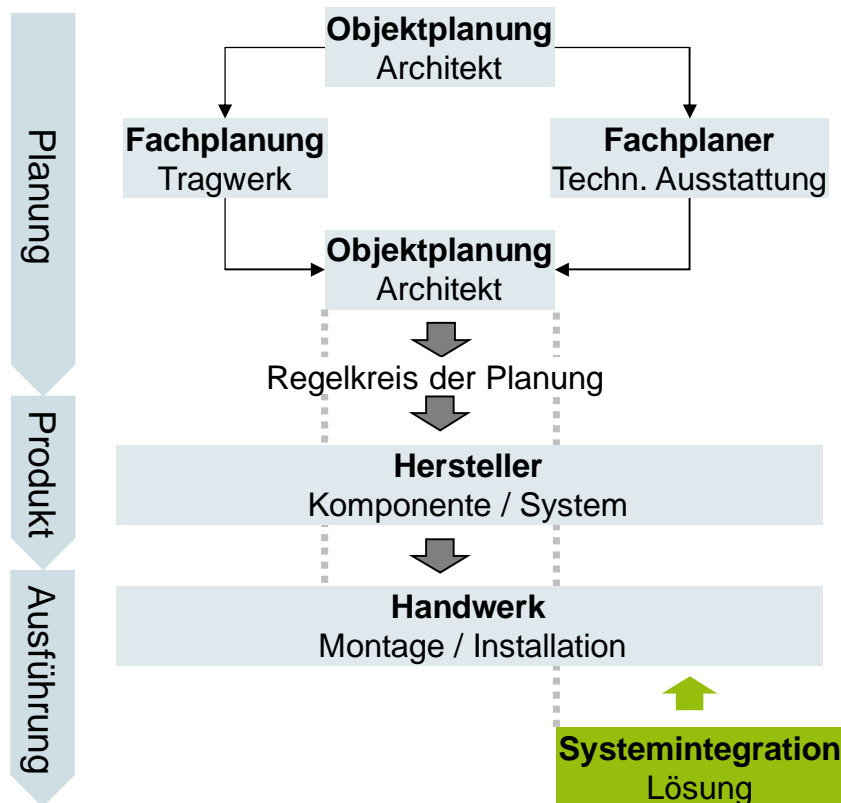 Planung
Objektplanung
Architekt
Fachplanung
Tragwerk
Fachplaner
Techn. Ausstattung
Objektplanung
Architekt
Regelkreis der Planung
Produkt
Hersteller
Komponente / System
Ausführung
Handwerk
Montage / Installation
Systemintegration
Lösung